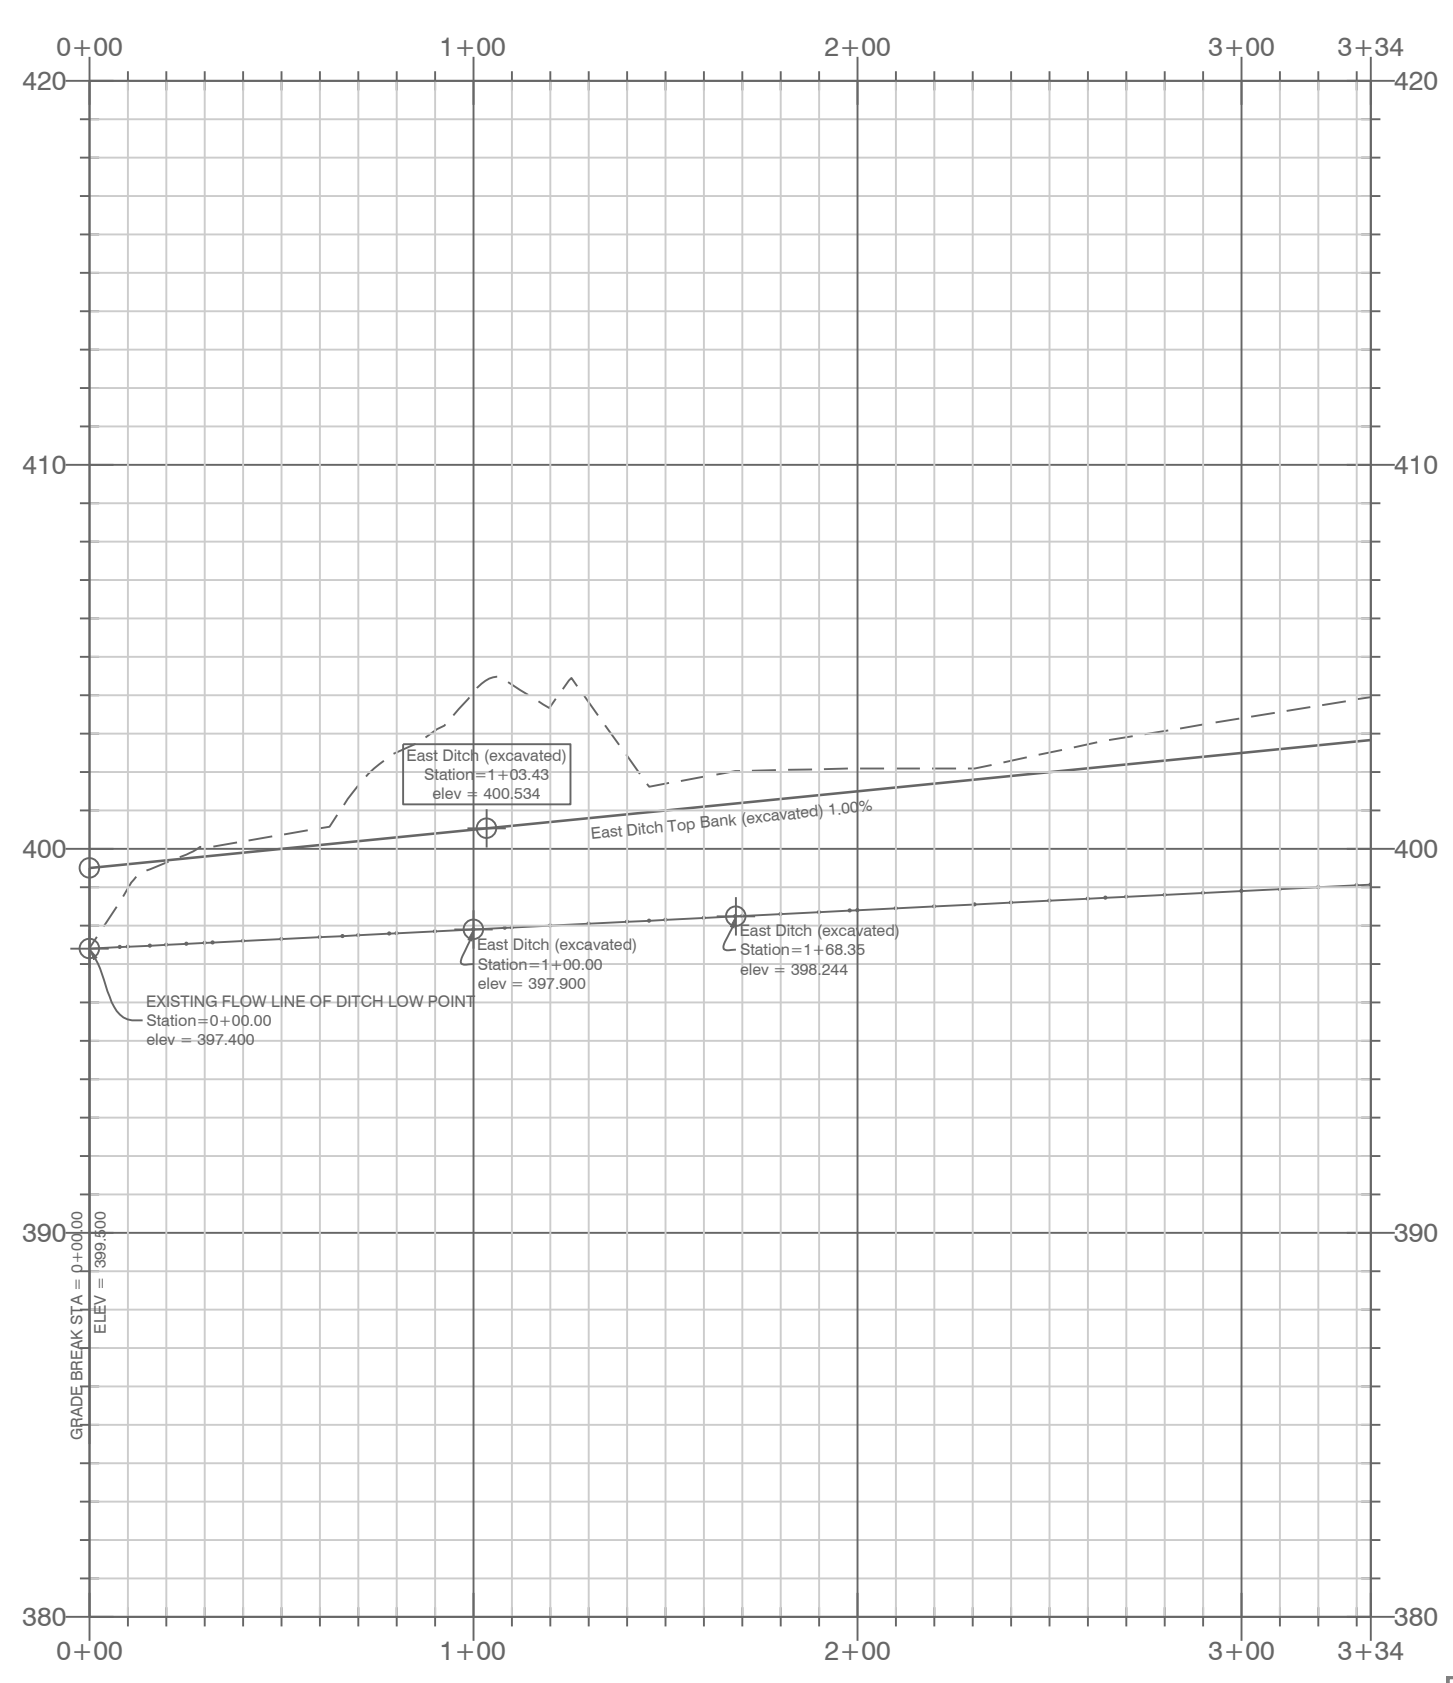 0+00 1+00 2+00 3+00 3+34
420 420
410 410
East Ditch (excavated)
Station=1+03.43
elev = 400.534
East Ditch Top Bank (excavated) 1.00%
400 400
East Ditch (excavated)
Station=1+68.35
elev = 398.244
East Ditch (excavated)
Station=1+00.00
elev = 397.900
EXISTING FLOW LINE OF DITCH LOW POINT
Station=0+00.00
elev = 397.400
GRADE BREAK STA = 0+00.00
ELEV = 399.500
390 390
380 380
0+00 1+00 2+00 3+00 3+34